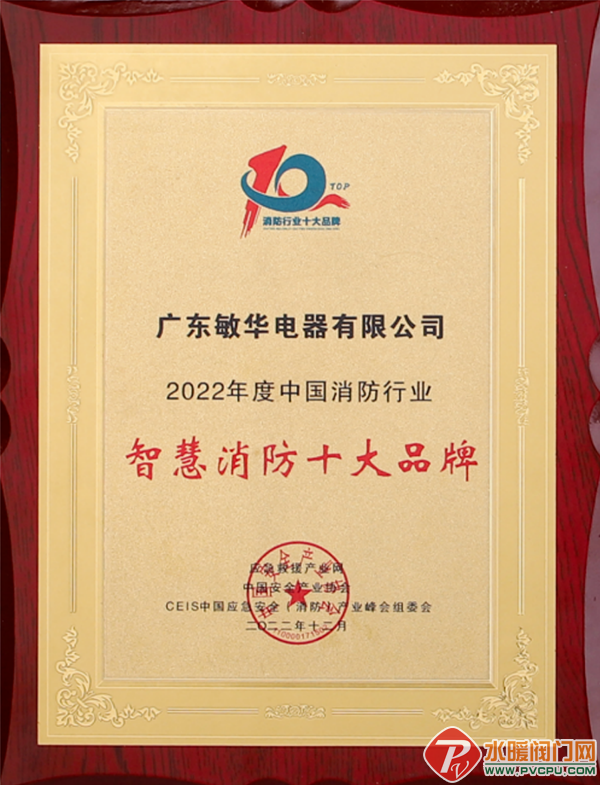 TOP
消防行业十大品牌
广东敏华电器有限公司
2022年度中国消防行业
智慧消防十大品牌
应急救援产业网
中国安全产业协会
CEIS中国应急安全(消防)产业峰会组委会
二〇二二年十二月
水暖阀门网
WWW.PVCPU.COM